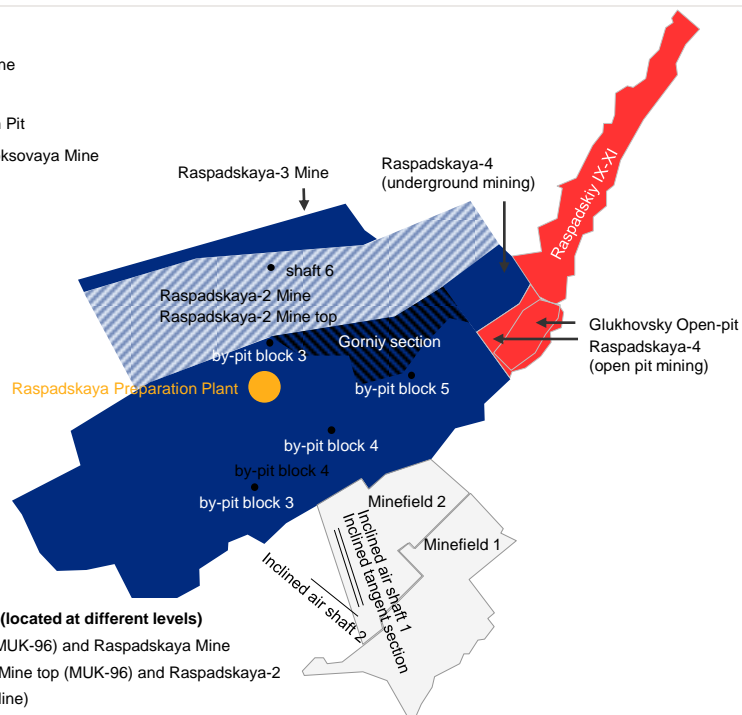 ne
Pit
oksovaya Mine
Raspadskaya-3 Mine
Raspadskaya-4
(underground mining)
Raspadskiy IX-XI
shaft 6
Raspadskaya-2 Mine
Raspadskaya-2 Mine top
Glukhovsky Open-pit
Raspadskaya-4
(open pit mining)
Gorniy section
by-pit block 3
Raspadskaya Preparation Plant
by-pit block 5
by-pit block 4
by-pit block 4
by-pit block 3
Minefield 2
Minefield 1
Inclined air shaft 1
Inclined tangent section
Inclined air shaft 2
(located at different levels)
MUK-96) and Raspadskaya Mine
Mine top (MUK-96) and Raspadskaya-2
line)